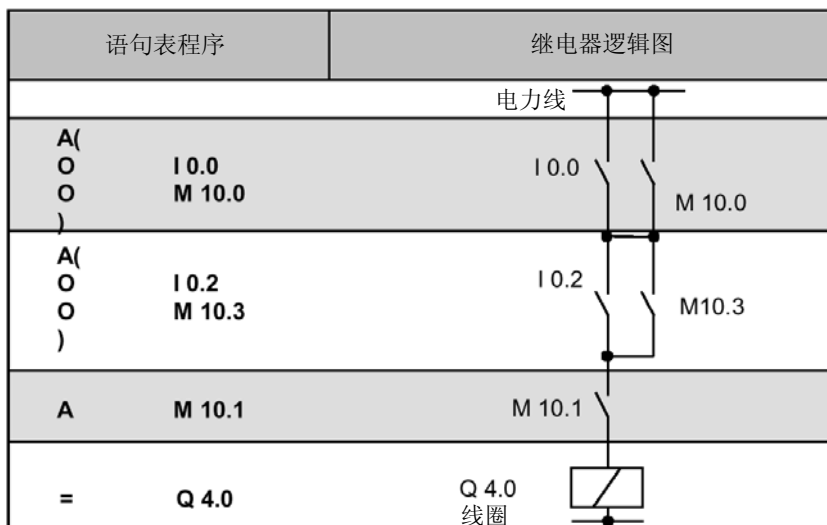 语句表程序 继电器逻辑图
电力线
A(
O I 0.0
O M 10.0
)
I 0.0
M 10.0
A(
O I 0.2
O M 10.3
)
I 0.2
M10.3
A M 10.1
M 10.1
= Q 4.0
Q 4.0
线圈